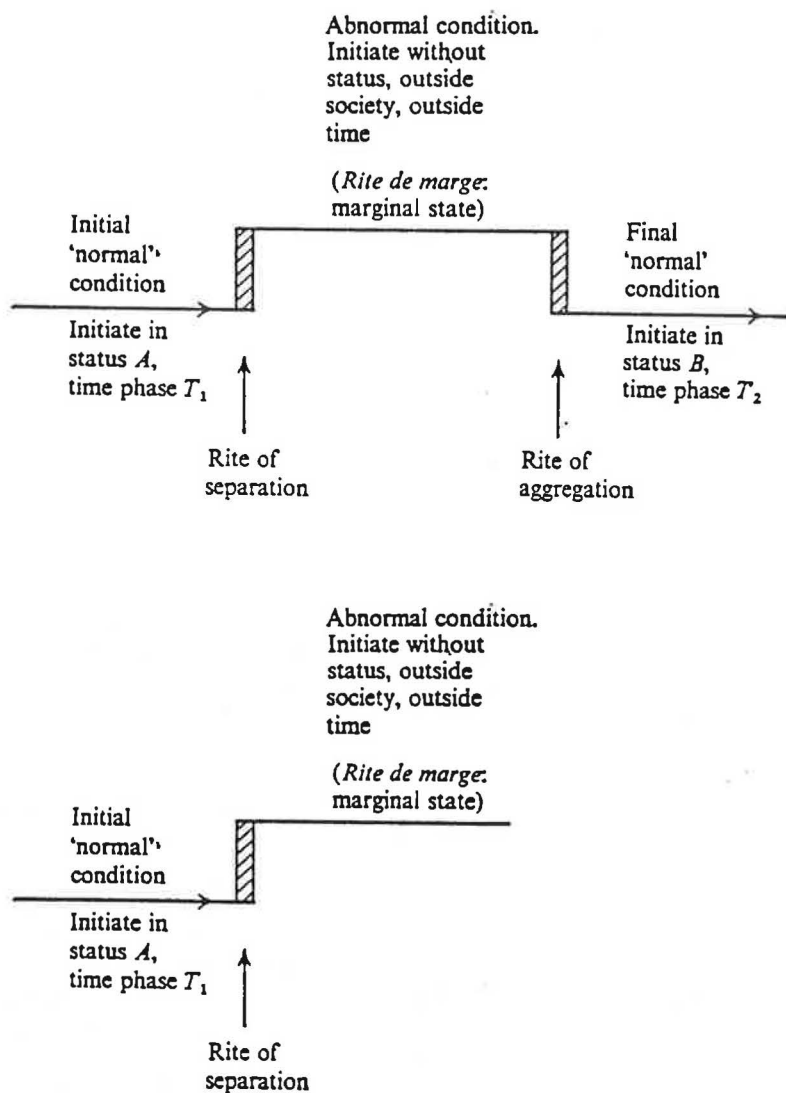 Abnormal condition.
Initiate without
status, outside
society, outside
time
(Rite de marge:
marginal state)
Initial
‘normal’
condition
Initiate in
status A,
time phase T₁
Rite of
separation
Final
‘normal’
condition
Initiate in
status B,
time phase T₂
Rite of
aggregation
Abnormal condition.
Initiate without
status, outside
society, outside
time
(Rite de marge:
marginal state)
Initial
‘normal’
condition
Initiate in
status A,
time phase T₁
Rite of
separation